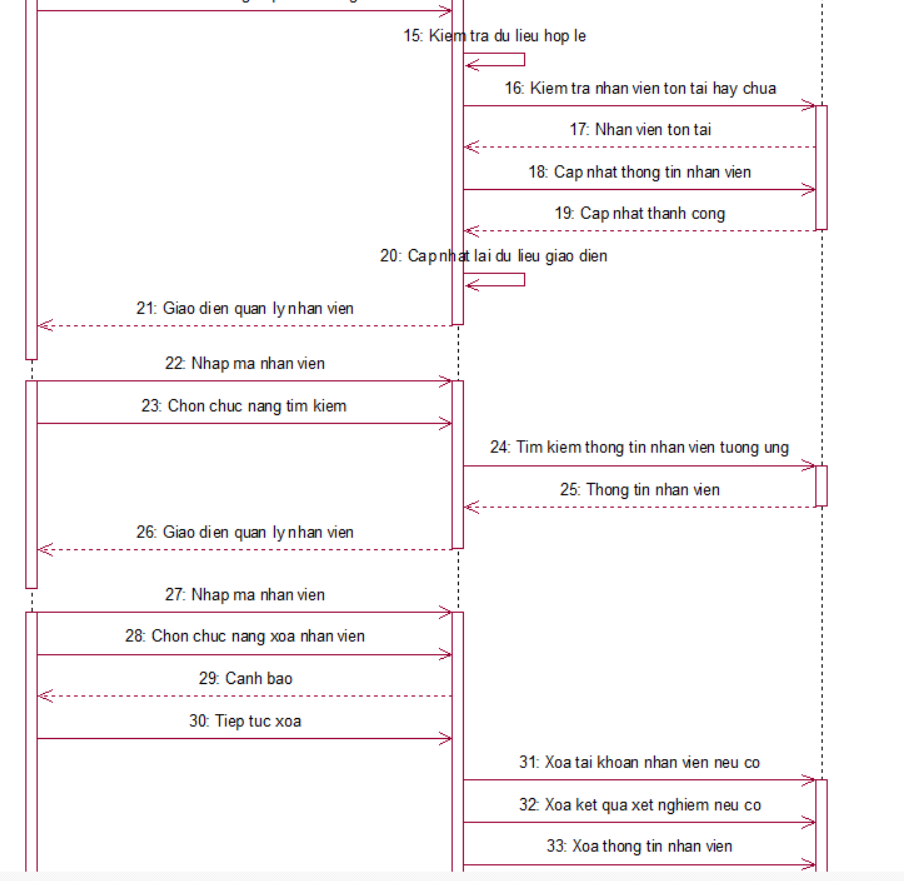 15: Kiem tra du lieu hop le
16: Kiem tra nhan vien ton tai hay chua
17: Nhan vien ton tai
18: Cap nhat thong tin nhan vien
19: Cap nhat thanh cong
20: Cap nhat lai du lieu giao dien
21: Giao dien quan ly nhan vien
22: Nhap ma nhan vien
23: Chon chuc nang tim kiem
24: Tim kiem thong tin nhan vien tuong ung
25: Thong tin nhan vien
26: Giao dien quan ly nhan vien
27: Nhap ma nhan vien
28: Chon chuc nang xoa nhan vien
29: Canh bao
30: Tiep tuc xoa
31: Xoa tai khoan nhan vien neu co
32: Xoa ket qua xet nghiem neu co
33: Xoa thong tin nhan vien